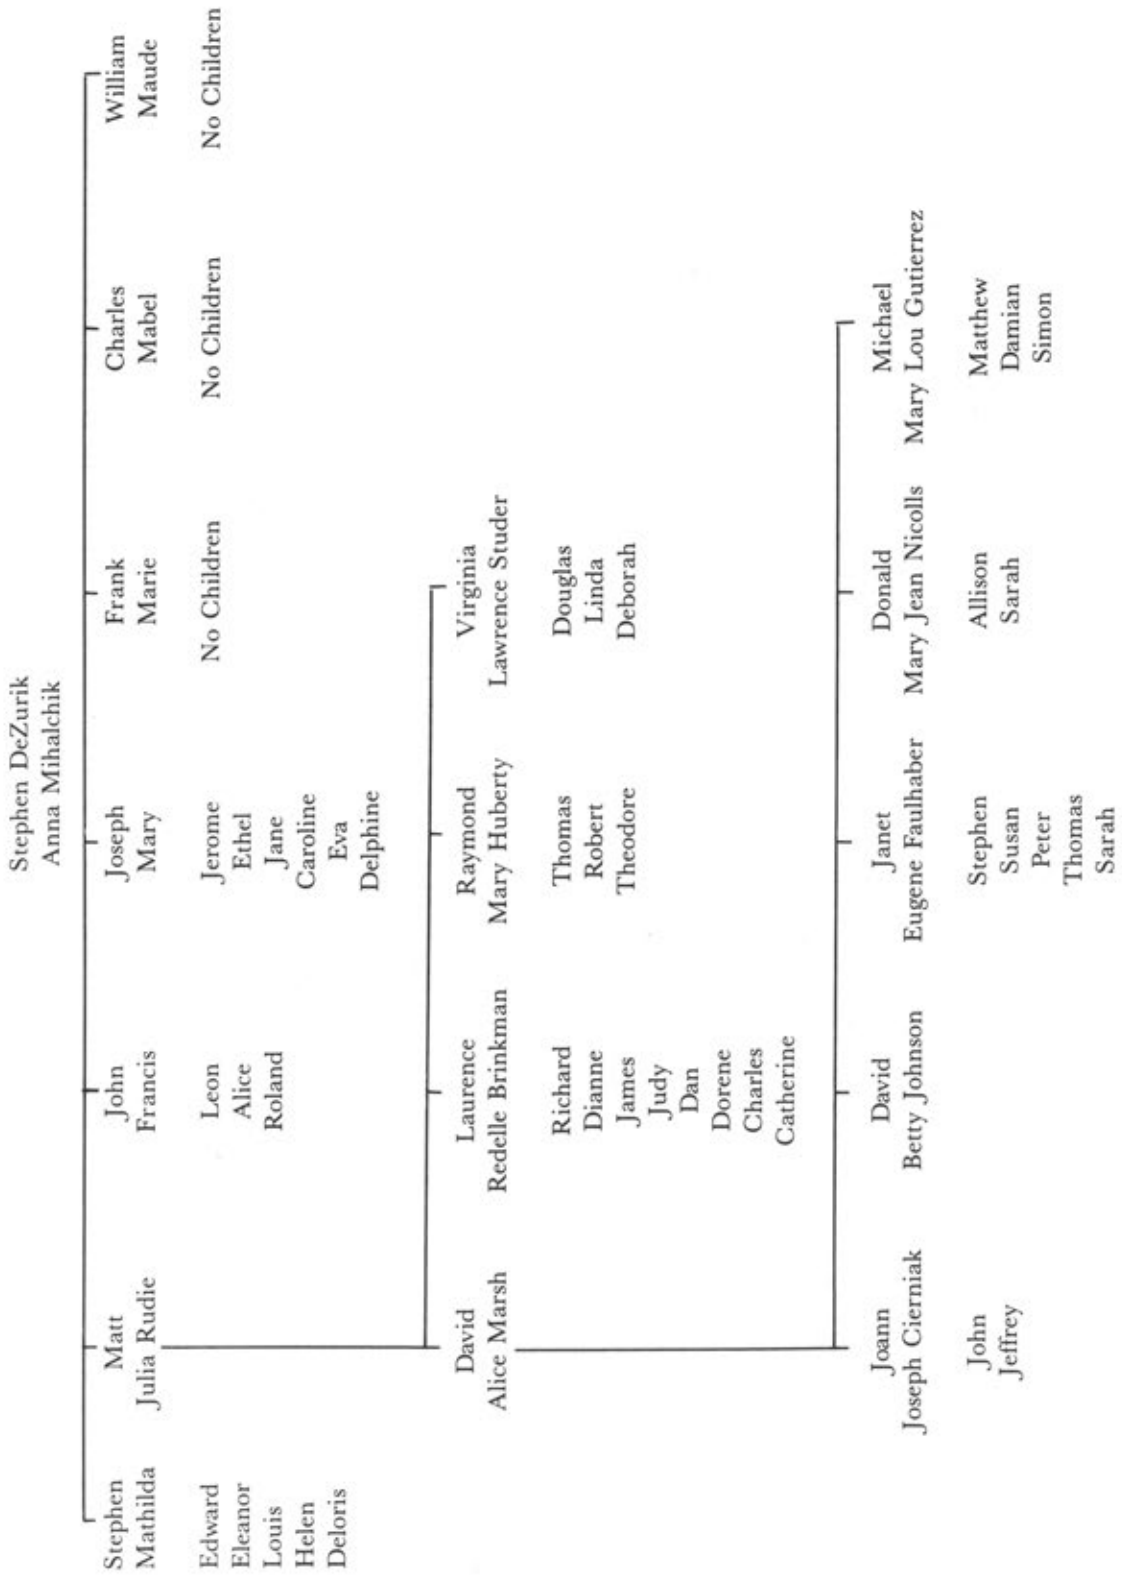 Stephen DeZurik
Anna Mihalchik
Stephen
Mathilda
Edward
Eleanor
Louis
Helen
Deloris
Matt
Julia Rudie
John
Francis
Leon
Alice
Roland
Joseph
Mary
Jerome
Ethel
Jane
Caroline
Eva
Delphine
Frank
Marie
No Children
Charles
Mabel
No Children
William
Maude
No Children
David
Alice Marsh
Laurence
Redelle Brinkman
Richard
Dianne
James
Judy
Dan
Dorene
Charles
Catherine
Raymond
Mary Huberty
Thomas
Robert
Theodore
Virginia
Lawrence Studer
Douglas
Linda
Deborah
Joann
Joseph Cierniak
John
Jeffrey
David
Betty Johnson
Janet
Eugene Faulhaber
Stephen
Susan
Peter
Thomas
Sarah
Donald
Mary Jean Nicolls
Allison
Sarah
Michael
Mary Lou Gutierrez
Matthew
Damian
Simon